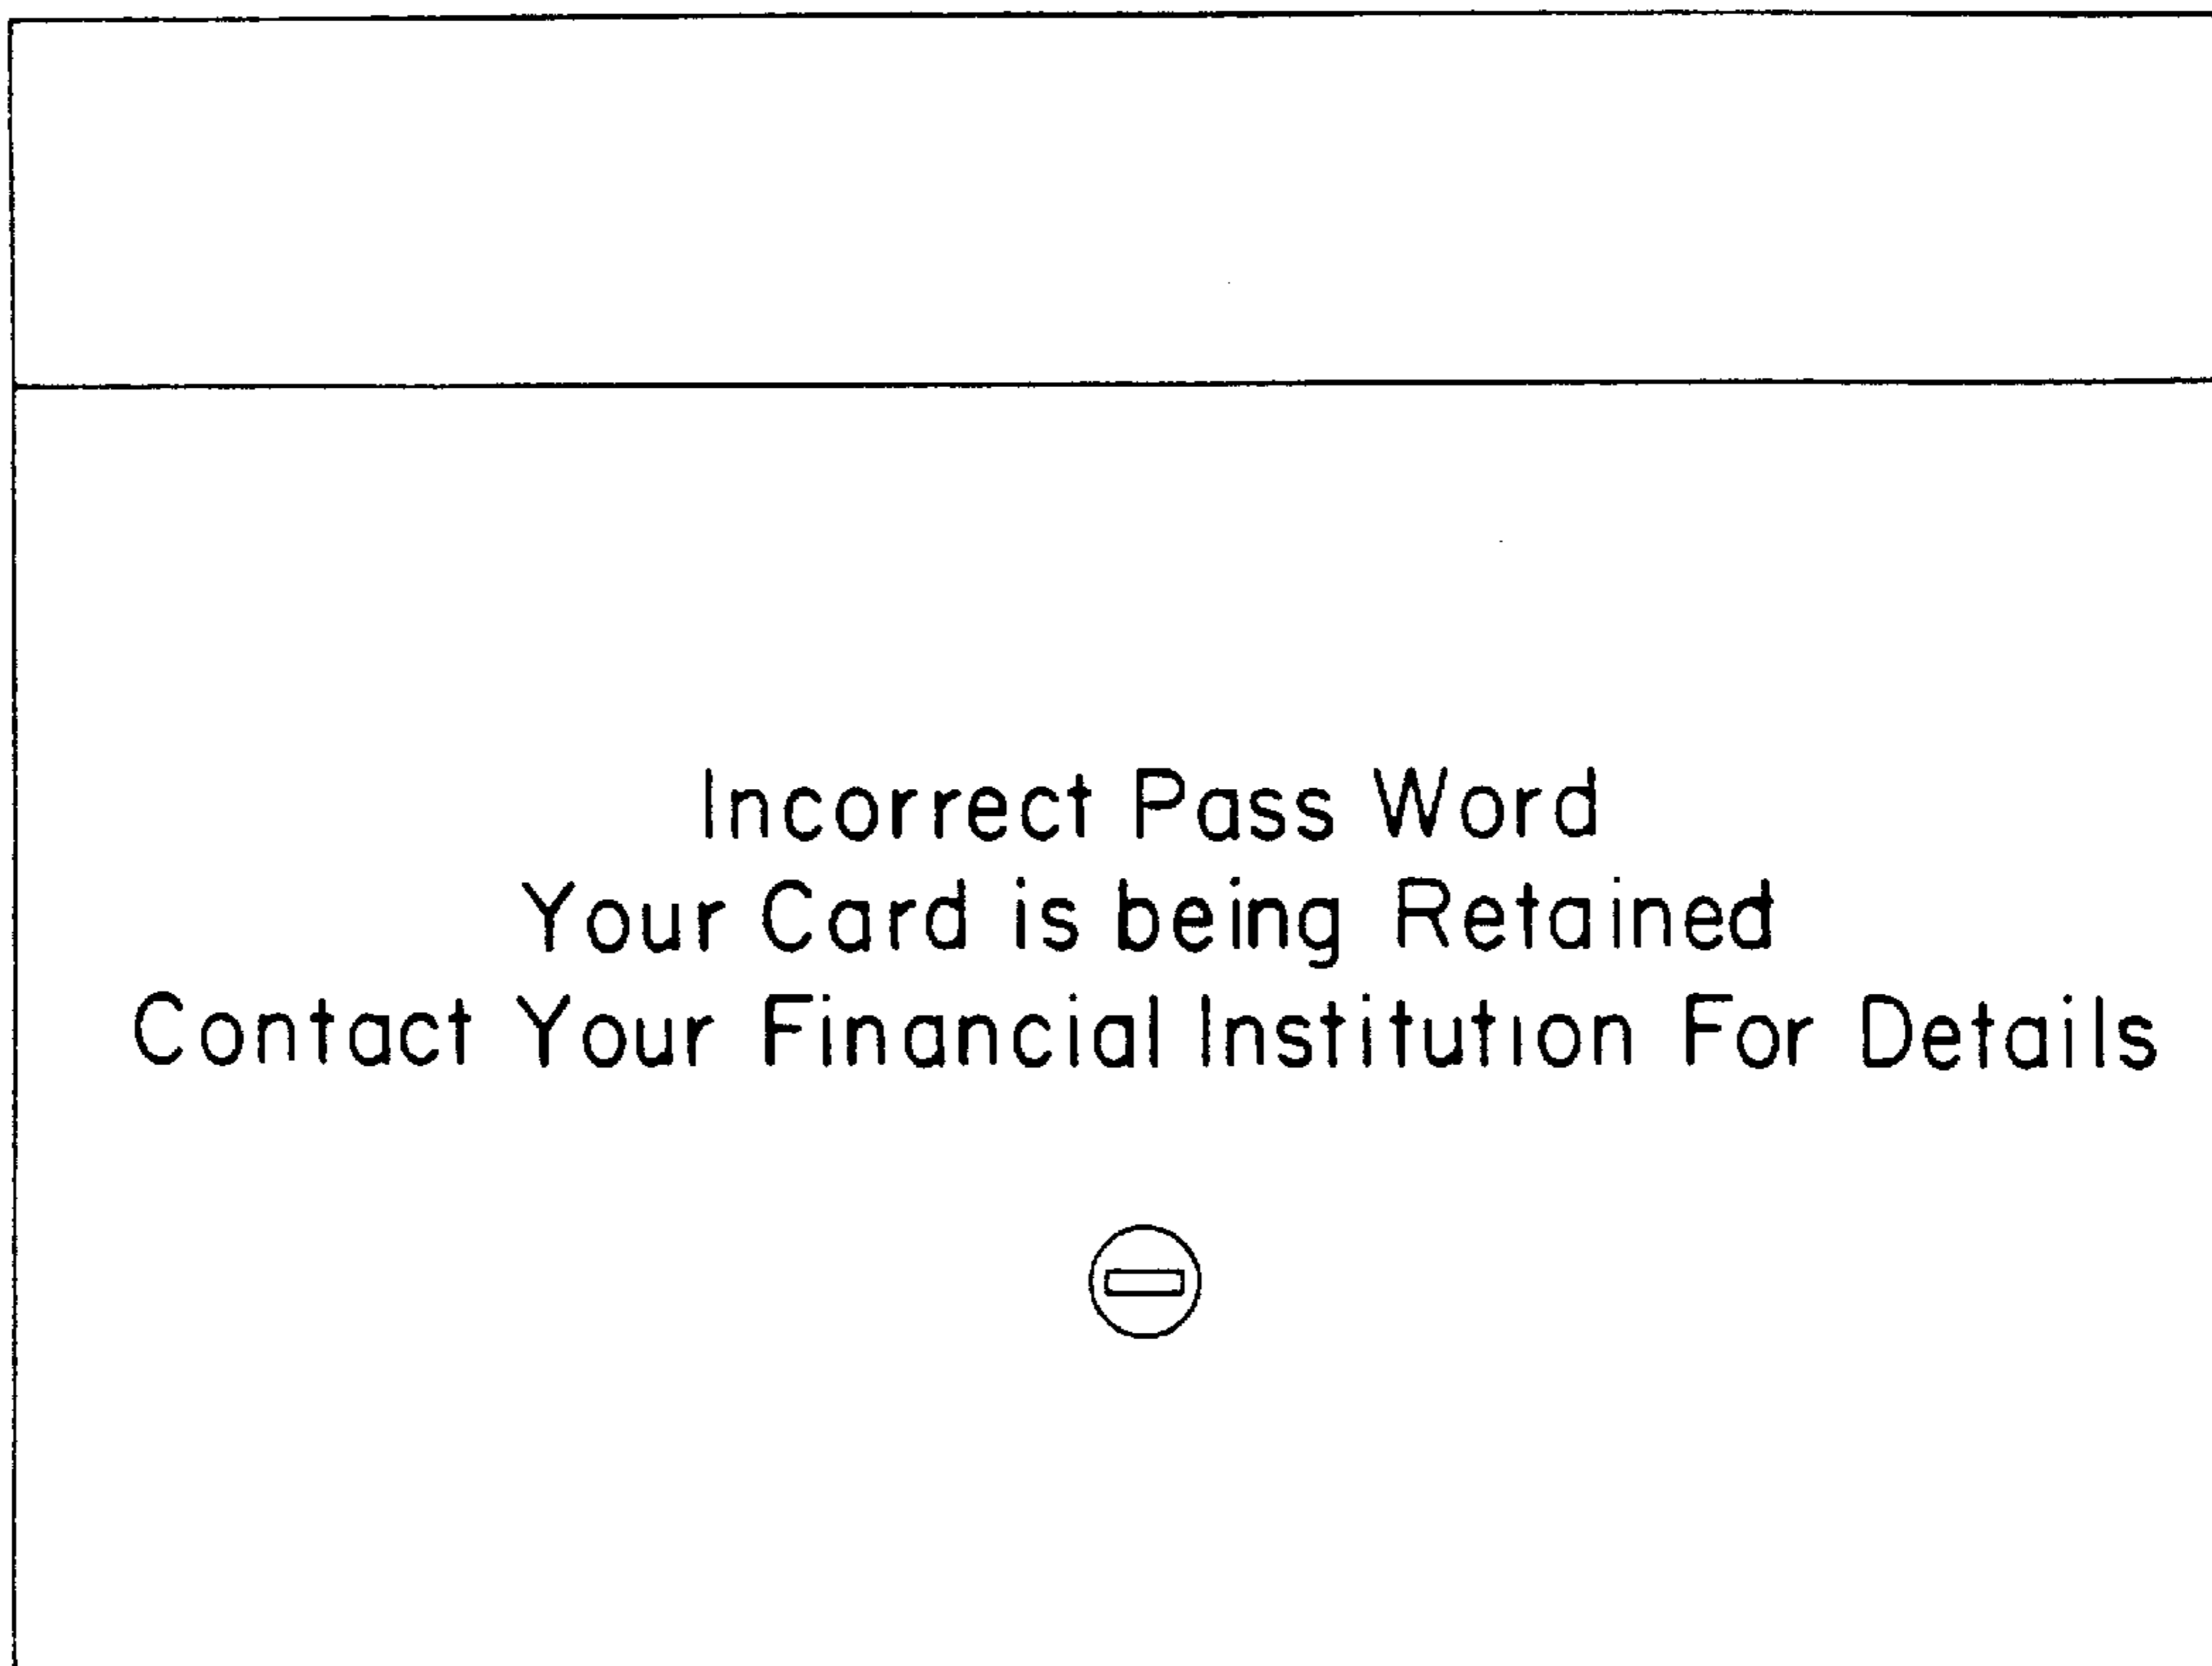 Incorrect Pass Word
Your Card is being Retained
Contact Your Financial Institution For Details